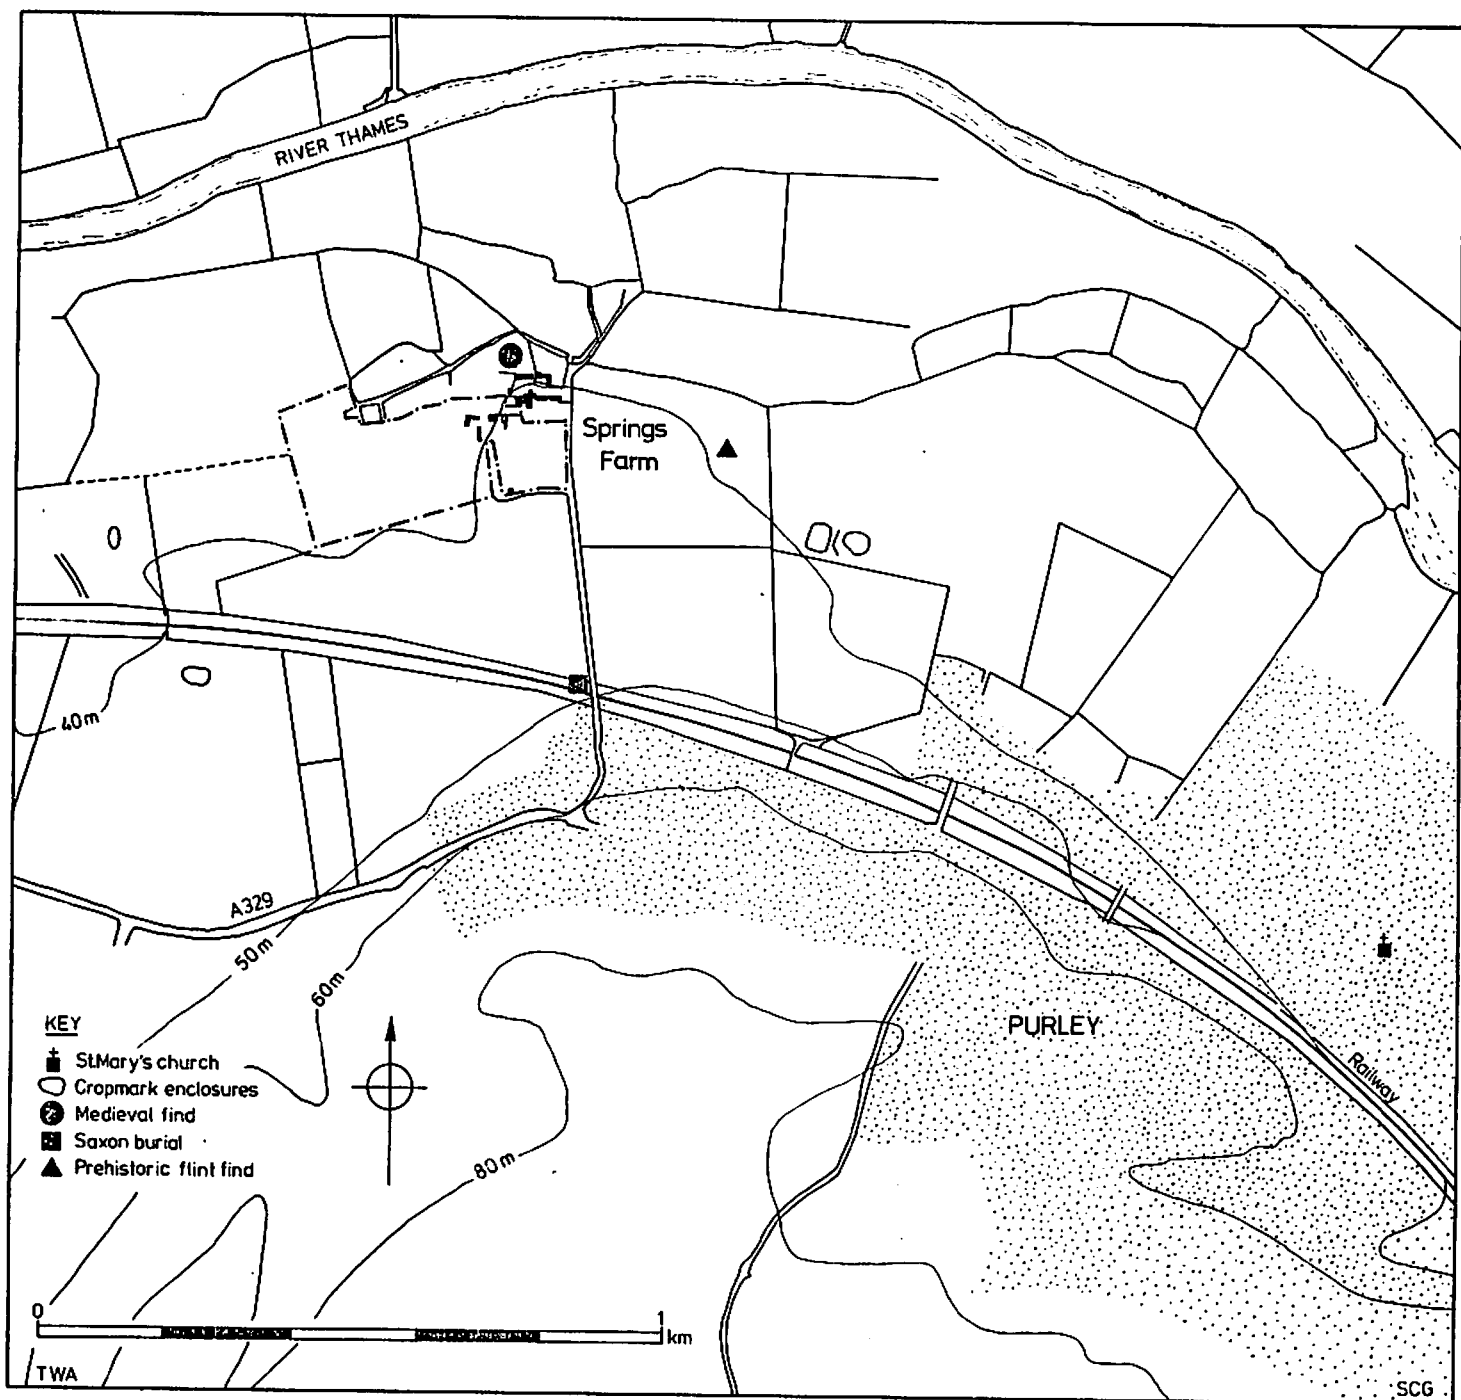 RIVER THAMES
Springs
Farm
40m
A329
50m
60m
80m
PURLEY
Railway
KEY
St.Mary's church
Cropmark enclosures
Medieval find
Saxon burial
Prehistoric flint find
0
1
km
TWA
SCG